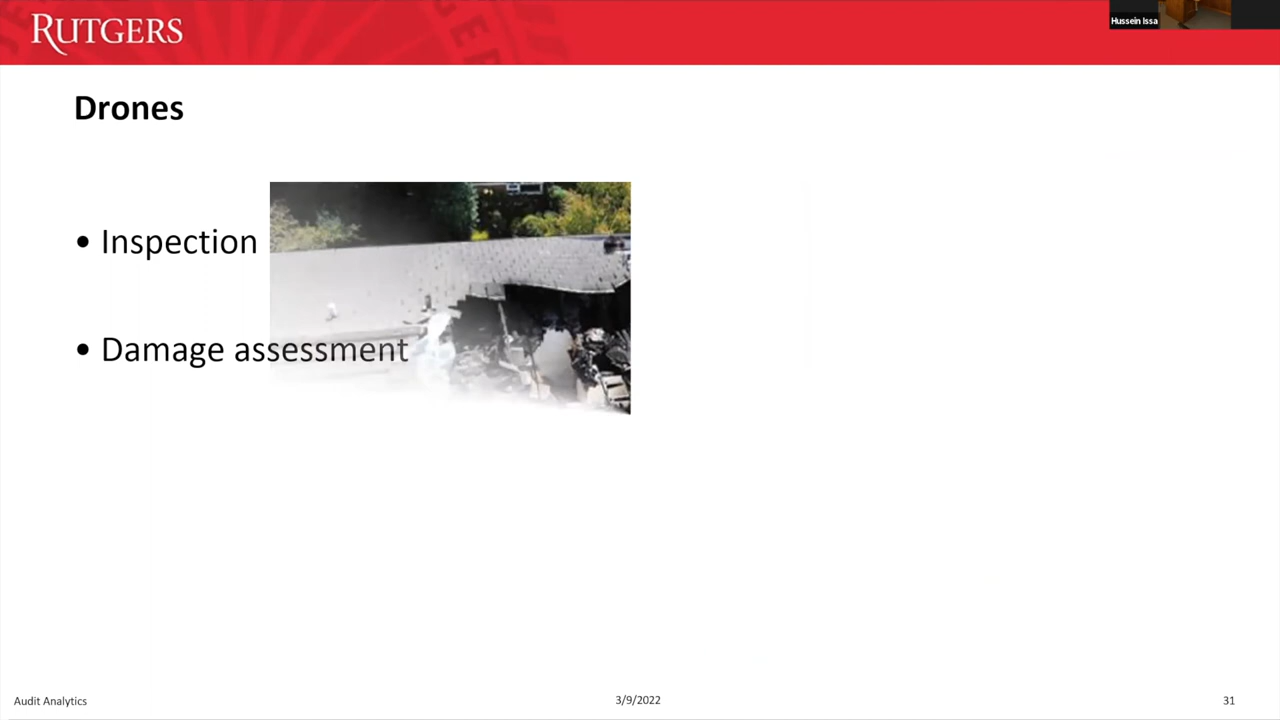 RUTGERS
Hussein Issa
Drones
• Inspection
• Damage assessment
Audit Analytics
3/9/2022
31